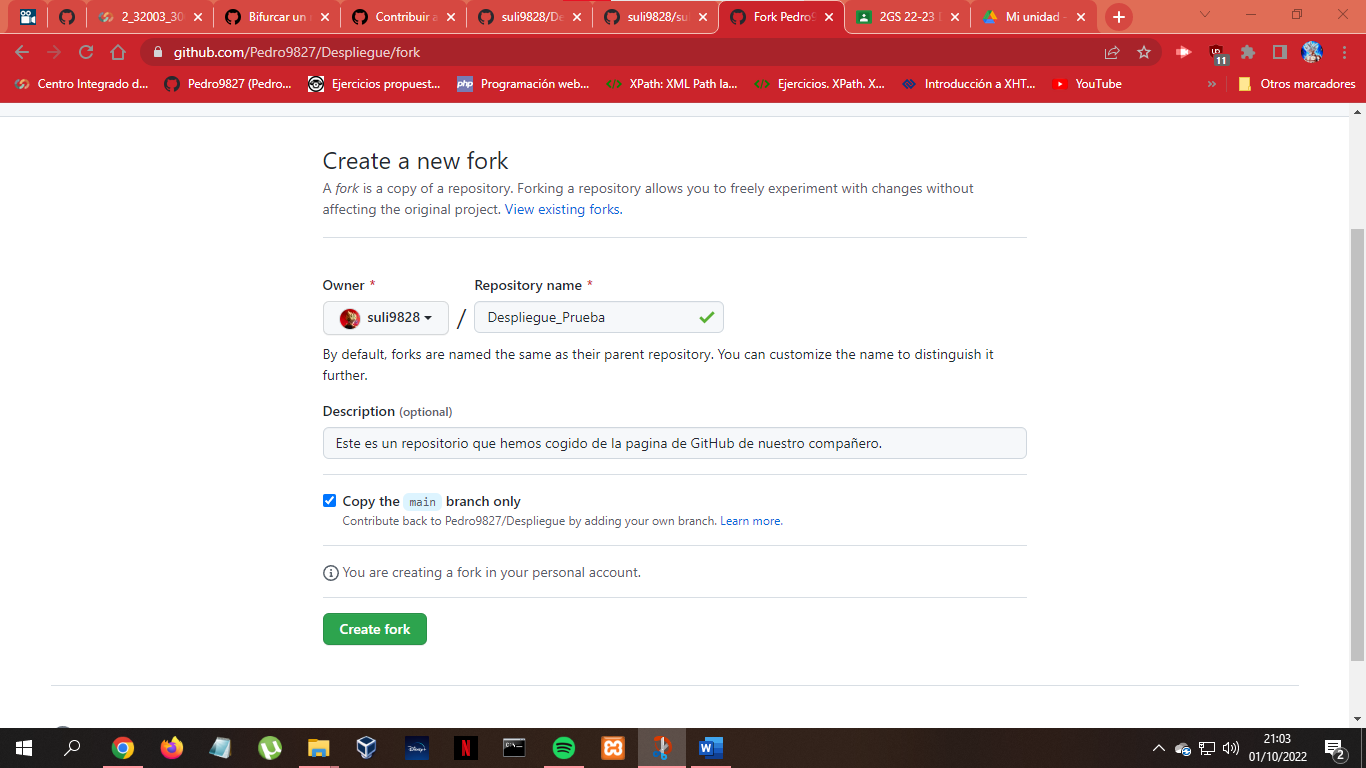 2_32003_30
Bifurcar un
Contribuir a
suli9828/De
suli9828/su
Fork Pedro9
2GS 22-23
Mi unidad -
github.com/Pedro9827/Despliegue/fork
11
Centro Integrado d...
Pedro9827 (Pedro...
Ejercicios propuest...
php
Programación web...
XPath: XML Path la...
Ejercicios. XPath. X...
Introducción a XHT...
YouTube
»
Otros marcadores
Create a new fork
A fork is a copy of a repository. Forking a repository allows you to freely experiment with changes without
affecting the original project. View existing forks.
Owner *
Repository name *
suli9828
/
Despliegue_Prueba
By default, forks are named the same as their parent repository. You can customize the name to distinguish it
further.
Description (optional)
Este es un repositorio que hemos cogido de la pagina de GitHub de nuestro compañero.
Copy the main branch only
Contribute back to Pedro9827/Despliegue by adding your own branch. Learn more.
You are creating a fork in your personal account.
Create fork
21:03
01/10/2022
2